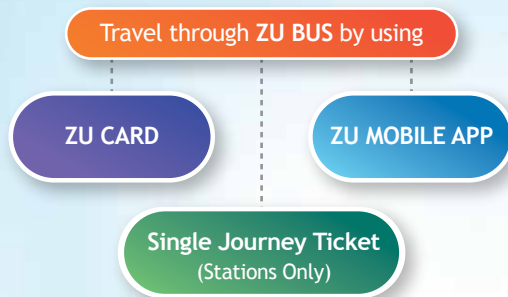 Travel through ZU BUS by using
ZU CARD
ZU MOBILE APP
Single Journey Ticket
(Stations Only)